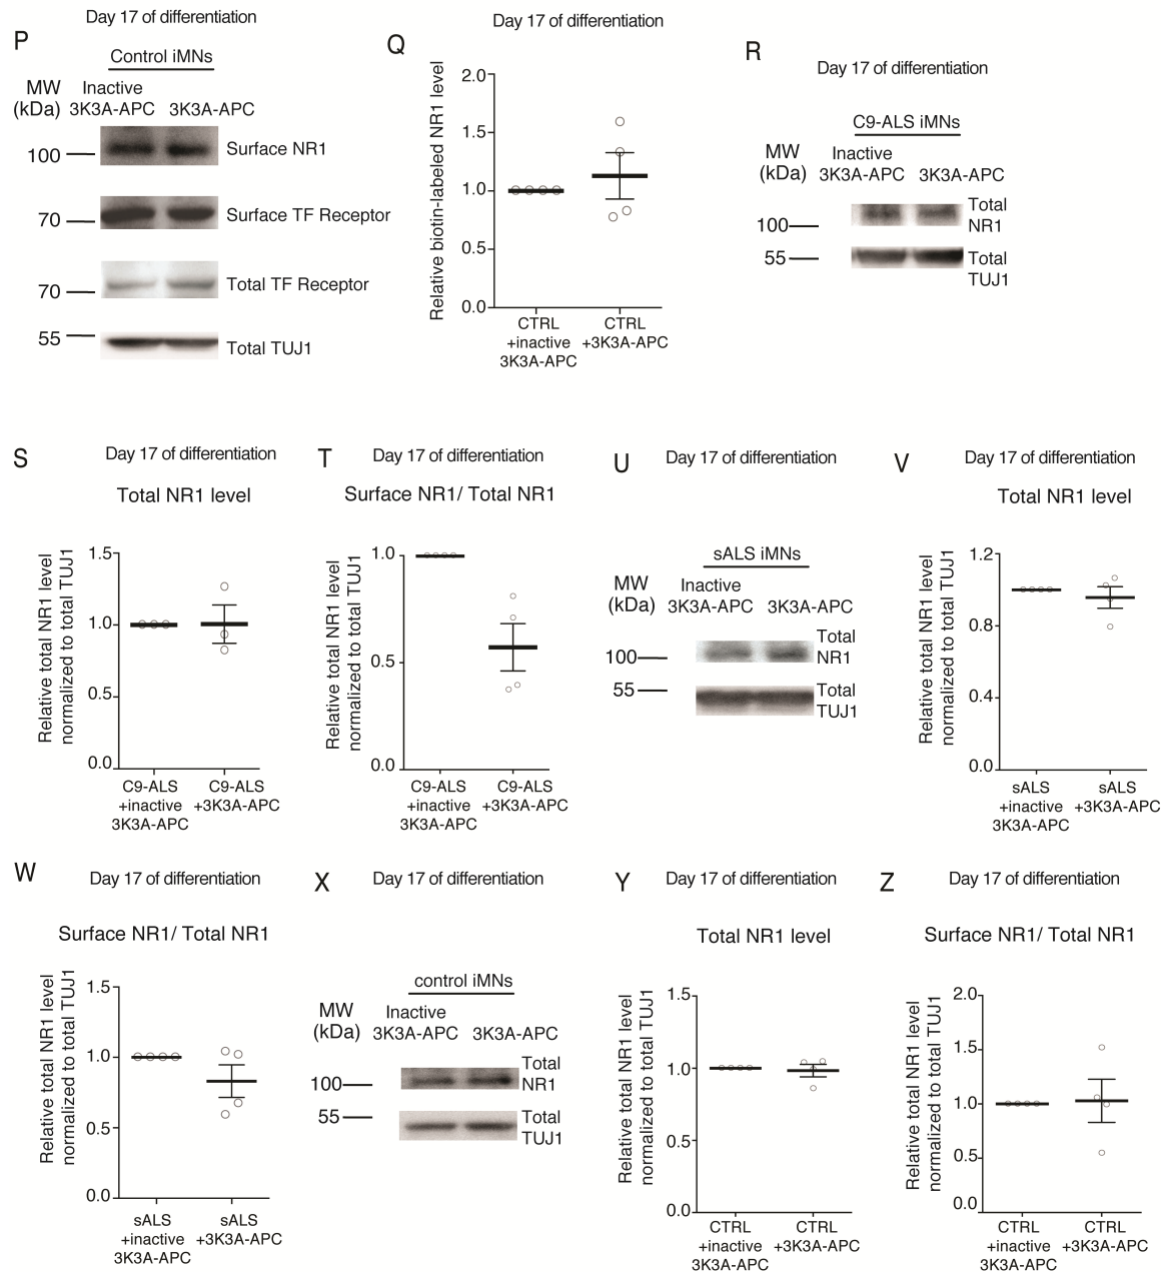 P
Day 17 of differentiation
Control iMNs
MW
(kDa)
Inactive
3K3A-APC
3K3A-APC
100
Surface NR1
70
Surface TF Receptor
70
Total TF Receptor
55
Total TUJ1
Q
Day 17 of differentiation
Relative biotin-labeled NR1 level
2.0
1.5
1.0
0.5
0.0
CTRL
+inactive
3K3A-APC
CTRL
+3K3A-APC
R
Day 17 of differentiation
C9-ALS iMNs
MW
(kDa)
Inactive
3K3A-APC
3K3A-APC
100
Total
NR1
55
Total
TUJ1
S
Day 17 of differentiation
Total NR1 level
Relative total NR1 level
normalized to total TUJ1
1.5
1.0
0.5
0.0
C9-ALS
+inactive
3K3A-APC
C9-ALS
+3K3A-APC
T
Day 17 of differentiation
Surface NR1/ Total NR1
Relative total NR1 level
normalized to total TUJ1
1.0
0.5
0.0
C9-ALS
+inactive
3K3A-APC
C9-ALS
+3K3A-APC
U
Day 17 of differentiation
sALS iMNs
MW
(kDa)
Inactive
3K3A-APC
3K3A-APC
100
Total
NR1
55
Total
TUJ1
V
Day 17 of differentiation
Total NR1 level
Relative total NR1 level
normalized to total TUJ1
1.2
0.8
0.4
0.0
sALS
+inactive
3K3A-APC
sALS
+3K3A-APC
W
Day 17 of differentiation
Surface NR1/ Total NR1
Relative total NR1 level
normalized to total TUJ1
1.5
1.0
0.5
0.0
sALS
+inactive
3K3A-APC
sALS
+3K3A-APC
X
Day 17 of differentiation
control iMNs
MW
(kDa)
Inactive
3K3A-APC
3K3A-APC
100
Total
NR1
55
Total
TUJ1
Y
Day 17 of differentiation
Total NR1 level
Relative total NR1 level
normalized to total TUJ1
1.5
1.0
0.5
0.0
CTRL
+inactive
3K3A-APC
CTRL
+3K3A-APC
Z
Day 17 of differentiation
Surface NR1/ Total NR1
Relative total NR1 level
normalized to total TUJ1
2.0
1.5
1.0
0.5
0.0
CTRL
+inactive
3K3A-APC
CTRL
+3K3A-APC